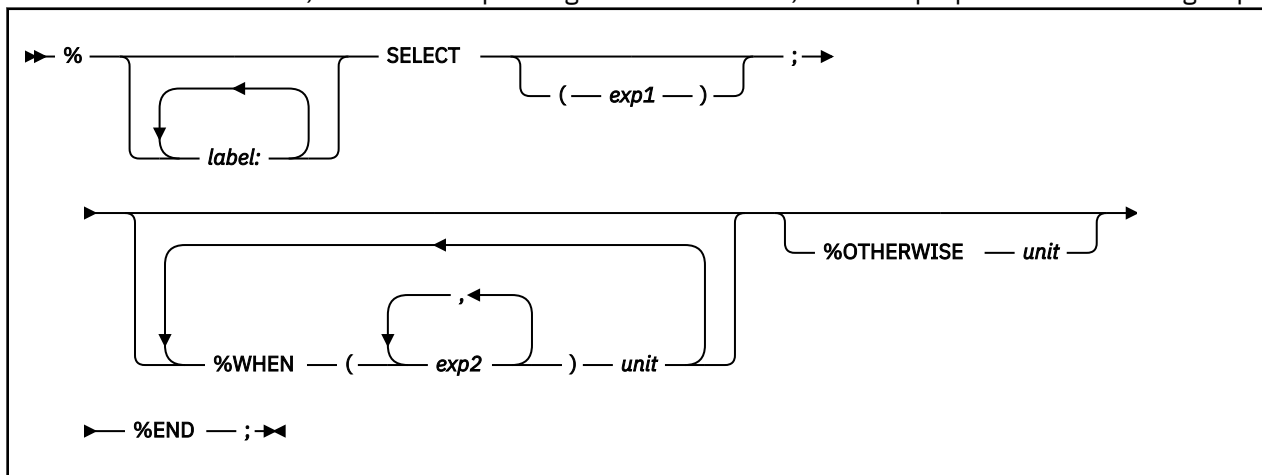 % SELECT ;
( exp1 )
label:
%OTHERWISE unit
,
%WHEN ( exp2 ) unit
%END ;